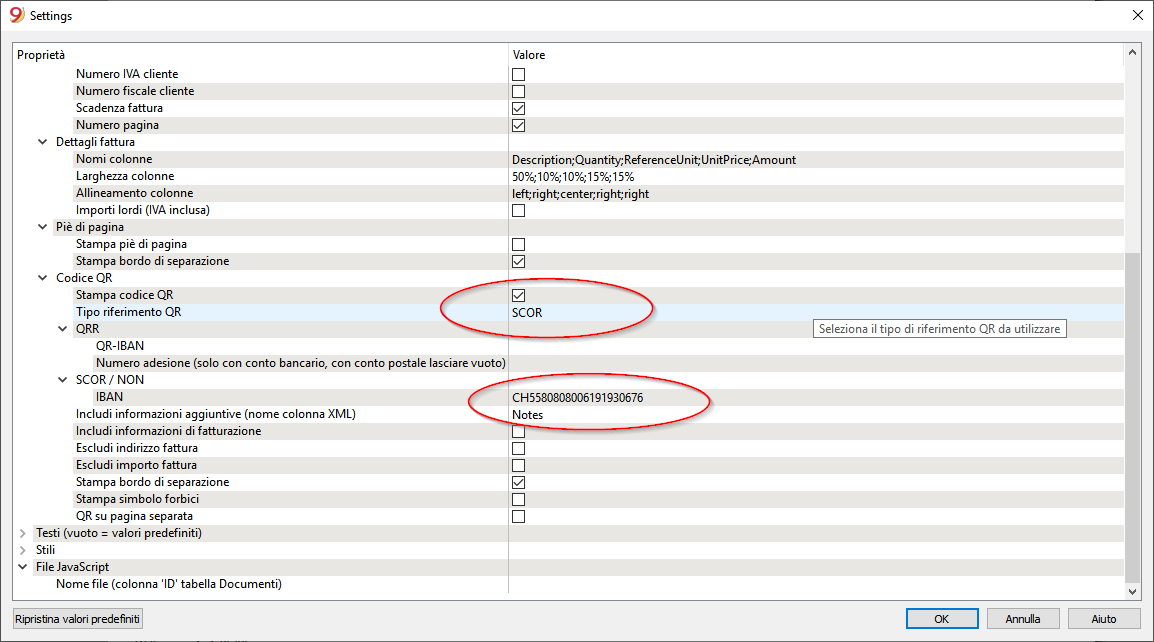 Settings
Proprietà Valore
Numero IVA cliente
Numero fiscale cliente
Scadenza fattura
Numero pagina
Dettagli fattura
Nomi colonne Description;Quantity;ReferenceUnit;UnitPrice;Amount
Larghezza colonne 50%;10%;10%;15%;15%
Allineamento colonne left;right;center;right;right
Importi lordi (IVA inclusa)
Piè di pagina
Stampa piè di pagina
Stampa bordo di separazione
Codice QR
Stampa codice QR
Tipo riferimento QR SCOR
QRR Seleziona il tipo di riferimento QR da utilizzare
QR-IBAN
Numero adesione (solo con conto bancario, con conto postale lasciare vuoto)
SCOR / NON
IBAN CH5580808006191930676
Includi informazioni aggiuntive (nome colonna XML) Notes
Includi informazioni di fatturazione
Escludi indirizzo fattura
Escludi importo fattura
Stampa bordo di separazione
Stampa simbolo forbici
QR su pagina separata
Testi (vuoto = valori predefiniti)
Stili
File JavaScript
Nome file (colonna 'ID' tabella Documenti)
Ripristina valori predefiniti OK Annulla Aiuto